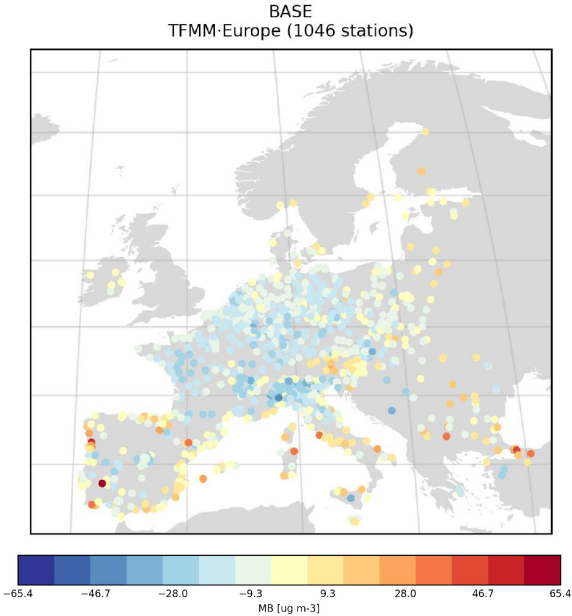 BASE
TFMM·Europe (1046 stations)
−65.4 −46.7 −28.0 −9.3 9.3 28.0 46.7 65.4
MB [ug m-3]